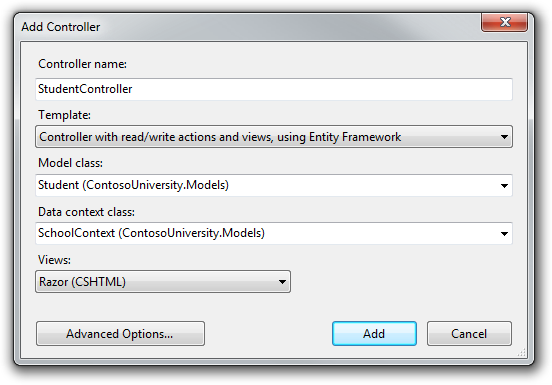 Add Controller
Controller name:
StudentController
Template:
Controller with read/write actions and views, using Entity Framework
Model class:
Student (ContosoUniversity.Models)
Data context class:
SchoolContext (ContosoUniversity.Models)
Views:
Razor (CSHTML)
Advanced Options...
Add
Cancel